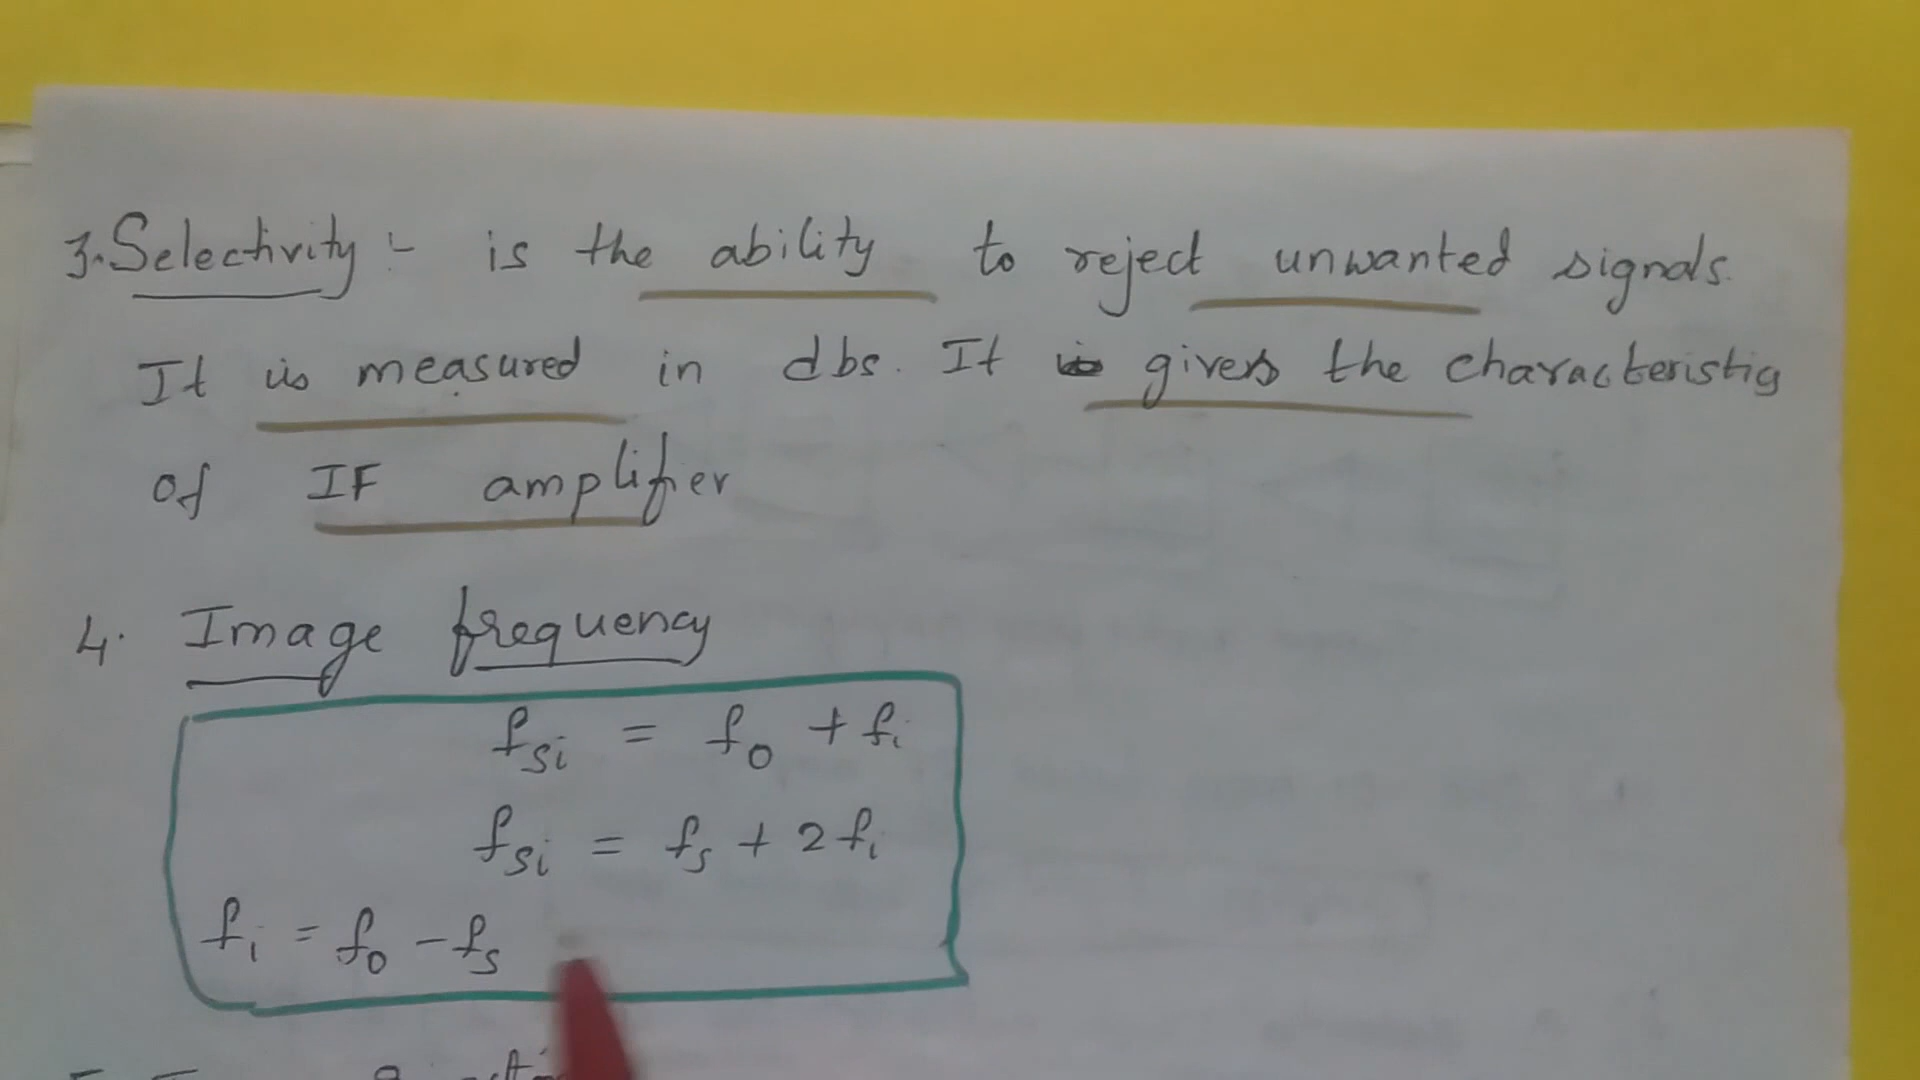 3. Selectivity :- is the ability to reject unwanted signals.
It is measured in dbs. It gives the characteristics
of IF amplifier
4. Image frequency
fsi = fo + fi
fsi = fs + 2fi
fi = fo - fs